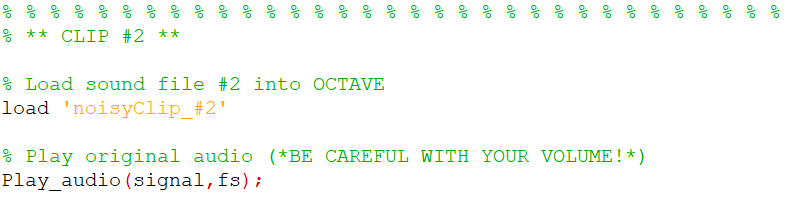 % % % % % % % % % % % % % % % % % % % % % % % % % % % % % % % % %
% ** CLIP #2 **
% Load sound file #2 into OCTAVE
load 'noisyClip_#2'
% Play original audio (*BE CAREFUL WITH YOUR VOLUME!*)
Play_audio(signal,fs);